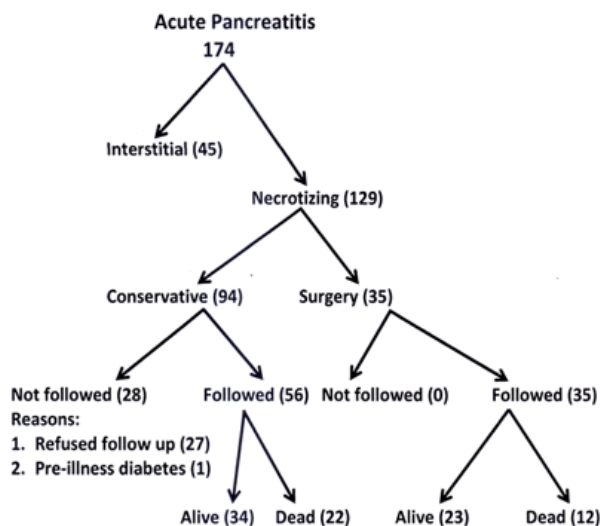 Acute Pancreatitis
174
Interstitial (45)
Necrotizing (129)
Conservative (94)
Surgery (35)
Not followed (28)
Followed (56)
Not followed (0)
Followed (35)
Reasons:
1. Refused follow up (27)
2. Pre-illness diabetes (1)
Alive (34)
Dead (22)
Alive (23)
Dead (12)